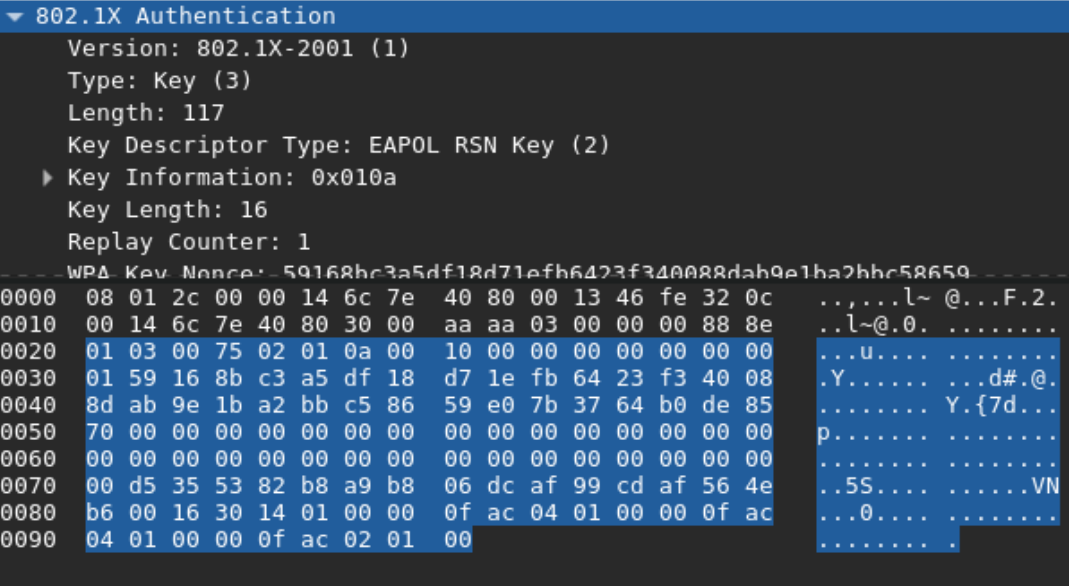 802.1X Authentication
Version: 802.1X-2001 (1)
Type: Key (3)
Length: 117
Key Descriptor Type: EAPOL RSN Key (2)
Key Information: 0x010a
Key Length: 16
Replay Counter: 1
WPA Key Nonce: 59168bc3a5df18d71efb6423f340088dab9e1ba2bbc58659
0000 08 01 2c 00 00 14 6c 7e 40 80 00 13 46 fe 32 0c ..,...l~ @...F.2.
0010 00 14 6c 7e 40 80 30 00 aa aa 03 00 00 00 88 8e ..l~@.0. ........
0020 01 03 00 75 02 01 0a 00 10 00 00 00 00 00 00 00 ...u.... ........
0030 01 59 16 8b c3 a5 df 18 d7 1e fb 64 23 f3 40 08 .Y...... ...d#.@.
0040 8d ab 9e 1b a2 bb c5 86 59 e0 7b 37 64 b0 de 85 ........ Y.{7d...
0050 70 00 00 00 00 00 00 00 00 00 00 00 00 00 00 00 p....... ........
0060 00 00 00 00 00 00 00 00 00 00 00 00 00 00 00 00 ........ ........
0070 00 d5 35 53 82 b8 a9 b8 06 dc af 99 cd af 56 4e ..5S.... ......VN
0080 b6 00 16 30 14 01 00 00 0f ac 04 01 00 00 0f ac ...0.... ........
0090 04 01 00 00 0f ac 02 01 00 ........ .